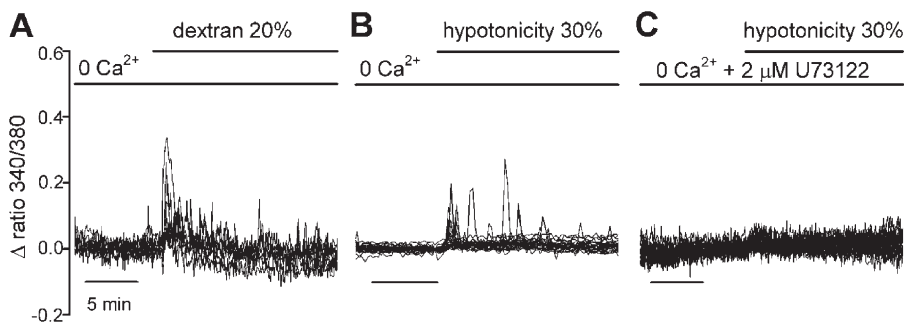 A
dextran 20%
0 Ca²⁺
B
hypotonicity 30%
0 Ca²⁺
C
hypotonicity 30%
0 Ca²⁺ + 2 μM U73122
Δ ratio 340/380
0.6
0.4
0.2
0.0
-0.2
5 min